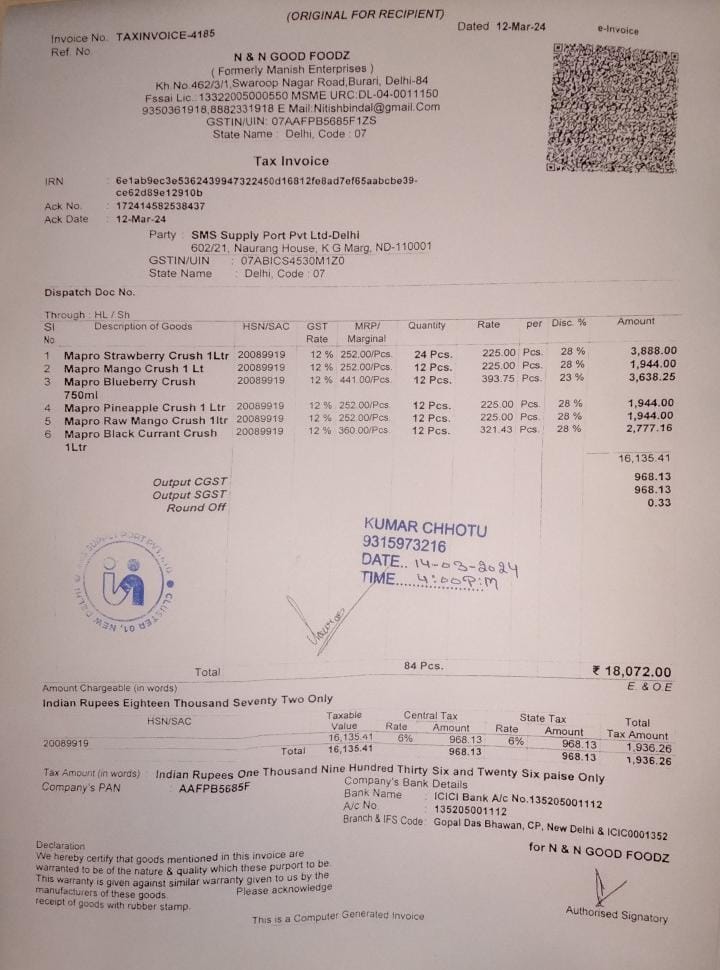 (ORIGINAL FOR RECIPIENT)
Invoice No. TAXINVOICE-4185
Dated 12-Mar-24
e-Invoice
Ref. No.
N & N GOOD FOODZ
( Formerly Manish Enterprises )
Kh.No.462/3/1,Swaroop Nagar Road,Burari, Delhi-84
Fssai Lic.: 13322005000550 MSME URC:DL-04-0011150
9350361918,8882331918 E Mail:Nitishbindal@gmail.Com
GSTIN/UIN: 07AAFPB5685F1ZS
State Name : Delhi, Code : 07
Tax Invoice
IRN : 6e1ab9ec3e5362439947322450d16812fe8ad7ef65aabcbe39-
ce62d89e12910b
Ack No. : 172414582538437
Ack Date : 12-Mar-24
Party : SMS Supply Port Pvt Ltd-Delhi
602/21, Naurang House, K G Marg, ND-110001
GSTIN/UIN : 07ABICS4530M1Z0
State Name : Delhi, Code : 07
Dispatch Doc No.
Through : HL / Sh
Sl No. Description of Goods HSN/SAC GST Rate MRP/ Marginal Quantity Rate per Disc. % Amount
1 Mapro Strawberry Crush 1Ltr 20089919 12 % 252.00/Pcs. 24 Pcs. 225.00 Pcs. 28 % 3,888.00
2 Mapro Mango Crush 1 Lt 20089919 12 % 252.00/Pcs. 12 Pcs. 225.00 Pcs. 28 % 1,944.00
3 Mapro Blueberry Crush 20089919 12 % 441.00/Pcs. 12 Pcs. 393.75 Pcs. 23 % 3,638.25
750ml
4 Mapro Pineapple Crush 1 Ltr 20089919 12 % 252.00/Pcs. 12 Pcs. 225.00 Pcs. 28 % 1,944.00
5 Mapro Raw Mango Crush 1ltr 20089919 12 % 252.00/Pcs. 12 Pcs. 225.00 Pcs. 28 % 1,944.00
6 Mapro Black Currant Crush 20089919 12 % 360.00/Pcs. 12 Pcs. 321.43 Pcs. 28 % 2,777.16
1Ltr
16,135.41
Output CGST 968.13
Output SGST 968.13
Round Off 0.33
KUMAR CHHOTU
9315973216
DATE.. 14-03-2024
TIME..... 4:00P:M
SMS SUPPLY PORT PVT. LTD. CLUSTER 01, NEW DELHI
Total 84 Pcs. ₹ 18,072.00
Amount Chargeable (in words) E. & O.E
Indian Rupees Eighteen Thousand Seventy Two Only
HSN/SAC Taxable Value Central Tax Rate Amount State Tax Rate Amount Total Tax Amount
20089919 16,135.41 6% 968.13 6% 968.13 1,936.26
Total 16,135.41 968.13 968.13 1,936.26
Tax Amount (in words) : Indian Rupees One Thousand Nine Hundred Thirty Six and Twenty Six paise Only
Company's PAN : AAFPB5685F
Company's Bank Details
Bank Name : ICICI Bank A/c No.135205001112
A/c No. : 135205001112
Branch & IFS Code: Gopal Das Bhawan, CP, New Delhi & ICIC0001352
for N & N GOOD FOODZ
Declaration
We hereby certify that goods mentioned in this invoice are
warranted to be of the nature & quality which these purport to be.
This warranty is given against similar warranty given to us by the
manufacturers of these goods. Please acknowledge
receipt of goods with rubber stamp.
Authorised Signatory
This is a Computer Generated Invoice